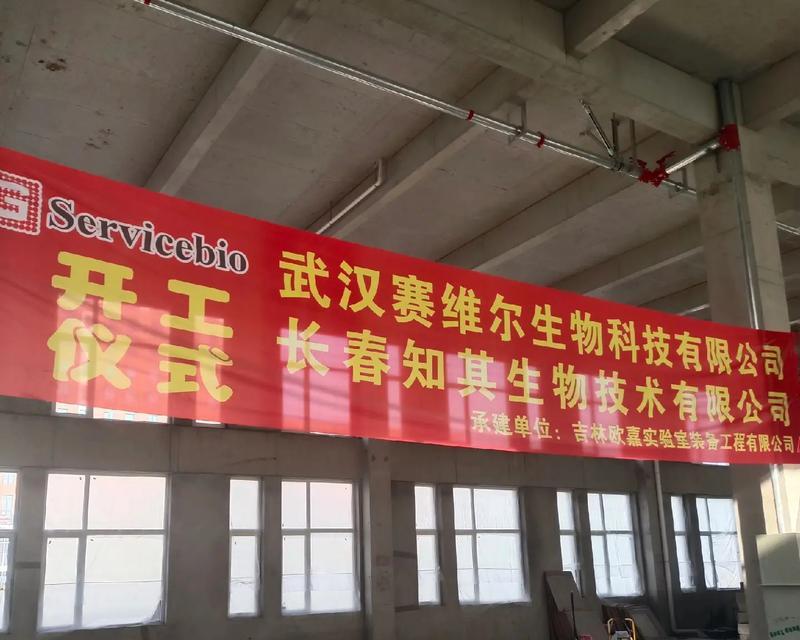 Servicebio
开工
仪式
武汉赛维尔生物科技有限公司
长春知其生物技术有限公司
承建单位：吉林欧嘉实验室装备工程有限公司